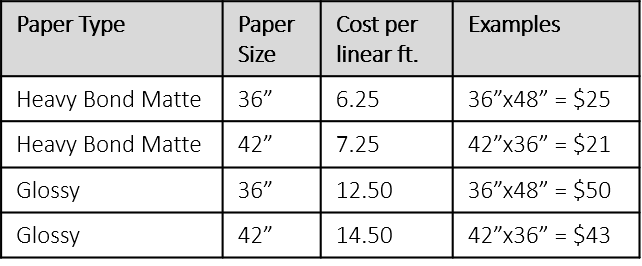 Paper Type Paper Size Cost per linear ft. Examples
Heavy Bond Matte 36” 6.25 36”x48” = $25
Heavy Bond Matte 42” 7.25 42”x36” = $21
Glossy 36” 12.50 36”x48” = $50
Glossy 42” 14.50 42”x36” = $43